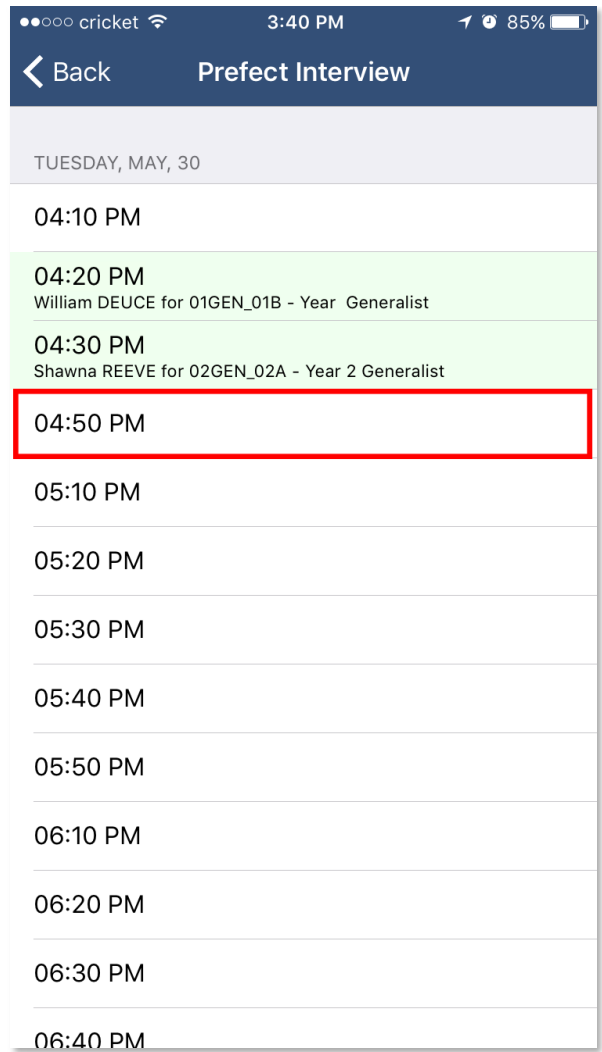 cricket 3:40 PM 85%
Back Prefect Interview
TUESDAY, MAY, 30
04:10 PM
04:20 PM
William DEUCE for 01GEN_01B - Year  Generalist
04:30 PM
Shawna REEVE for 02GEN_02A - Year 2 Generalist
04:50 PM
05:10 PM
05:20 PM
05:30 PM
05:40 PM
05:50 PM
06:10 PM
06:20 PM
06:30 PM
06:40 PM